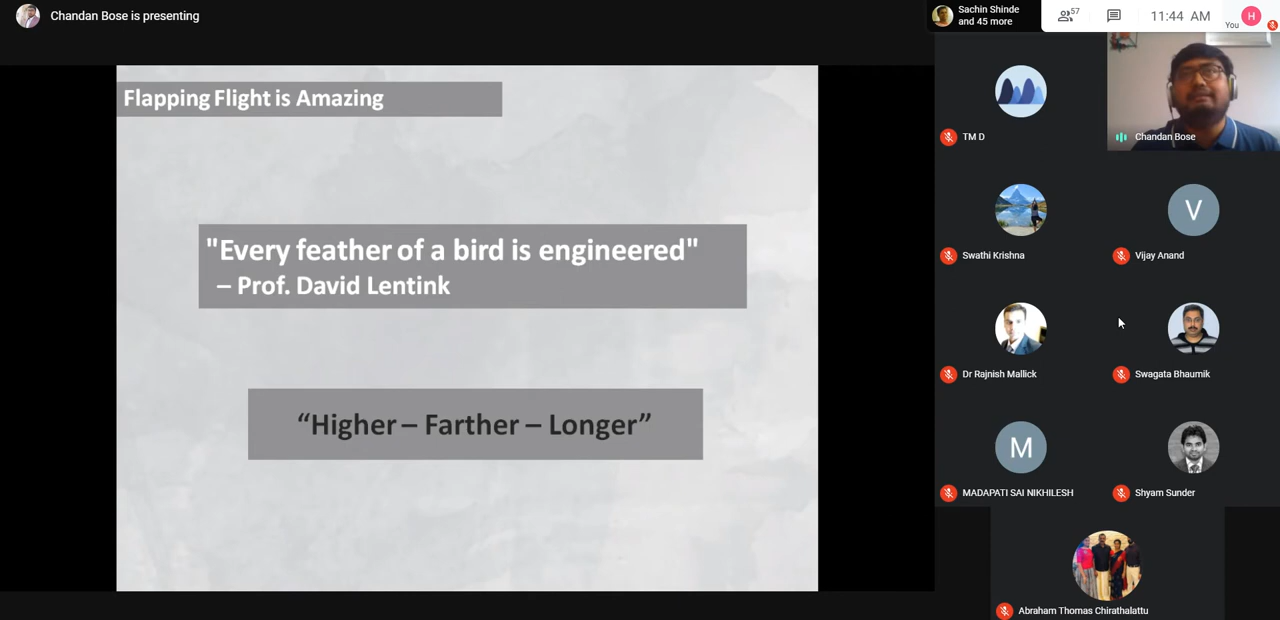 Chandan Bose is presenting
Sachin Shinde
and 45 more
57
11:44 AM
You
H
Flapping Flight is Amazing
"Every feather of a bird is engineered"
– Prof. David Lentink
“Higher – Farther – Longer”
TM D
Chandan Bose
Swathi Krishna
V
Vijay Anand
Dr Rajnish Mallick
Swagata Bhaumik
M
MADAPATI SAI NIKHILESH
Shyam Sunder
Abraham Thomas Chirathalattu